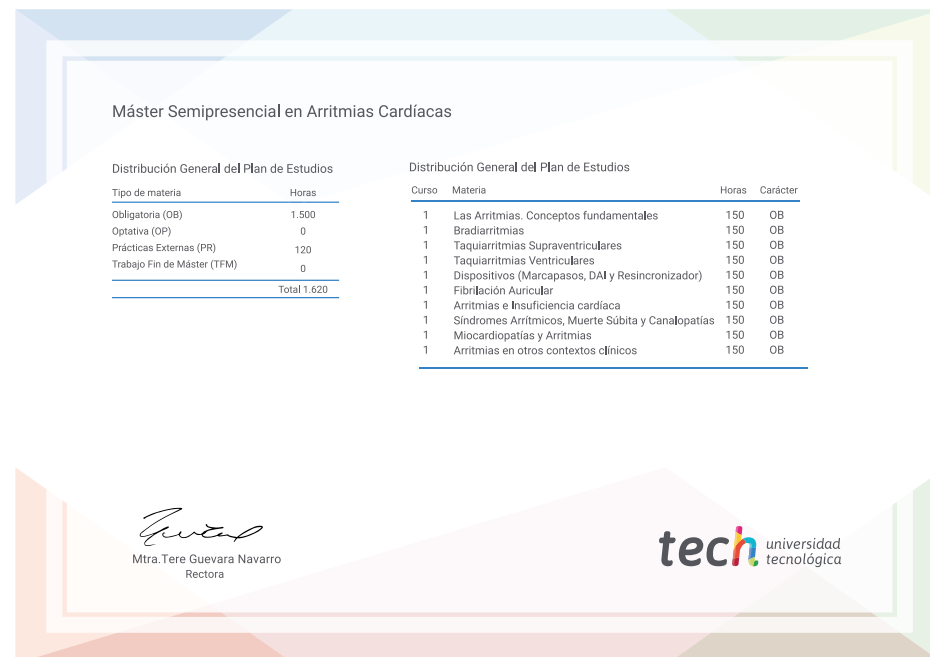 Máster Semipresencial en Arritmias Cardíacas
Distribución General del Plan de Estudios
Tipo de materia Horas
Obligatoria (OB) 1.500
Optativa (OP) 0
Prácticas Externas (PR) 120
Trabajo Fin de Máster (TFM) 0
Total 1.620
Distribución General del Plan de Estudios
Curso Materia Horas Carácter
1 Las Arritmias. Conceptos fundamentales 150 OB
1 Bradiarritmias 150 OB
1 Taquiarritmias Supraventriculares 150 OB
1 Taquiarritmias Ventriculares 150 OB
1 Dispositivos (Marcapasos, DAI y Resincronizador) 150 OB
1 Fibrilación Auricular 150 OB
1 Arritmias e Insuficiencia cardíaca 150 OB
1 Síndromes Arrítmicos, Muerte Súbita y Canalopatías 150 OB
1 Miocardiopatías y Arritmias 150 OB
1 Arritmias en otros contextos clínicos 150 OB
Mtra.Tere Guevara Navarro
Rectora
tech universidad
tecnológica